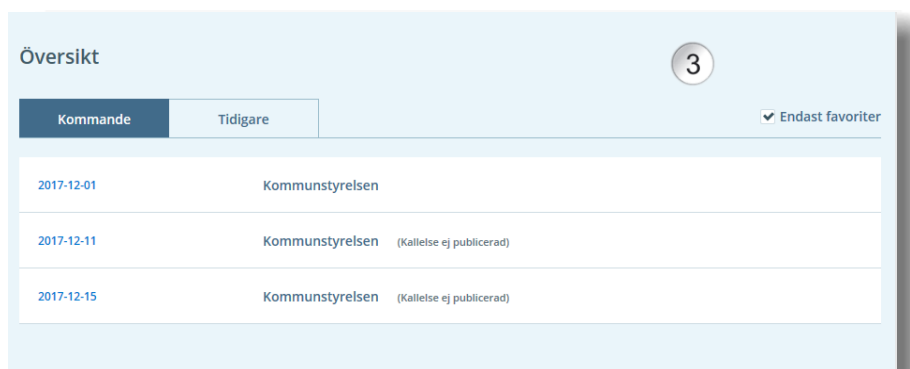 Översikt
3
Kommande Tidigare Endast favoriter
2017-12-01 Kommunstyrelsen
2017-12-11 Kommunstyrelsen (Kallelse ej publicerad)
2017-12-15 Kommunstyrelsen (Kallelse ej publicerad)